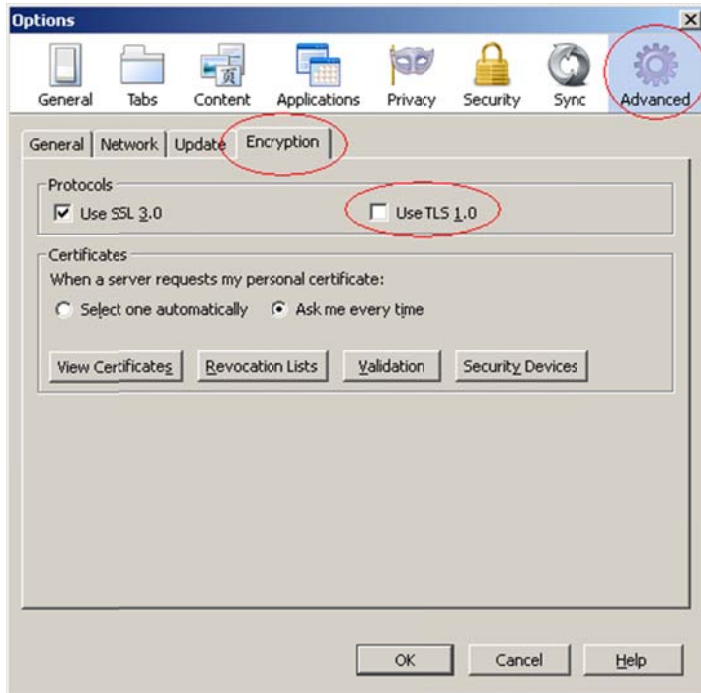 Options
General Tabs Content Applications Privacy Security Sync Advanced
页
General Network Update Encryption
Protocols
Use SSL 3.0 Use TLS 1.0
Certificates
When a server requests my personal certificate:
Select one automatically Ask me every time
View Certificates Revocation Lists Validation Security Devices
OK Cancel Help